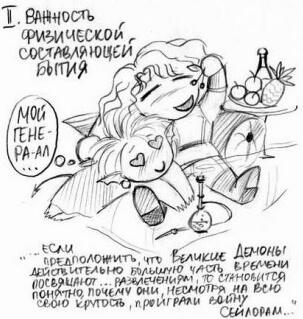 II. ВАЖНОСТЬ
ФИЗИЧЕСКОЙ
СОСТАВЛЯЮЩЕЙ
БЫТИЯ
МОЙ
ГЕНЕ-
РА-АЛ
...
"...ЕСЛИ
ПРЕДПОЛОЖИТЬ, ЧТО ВЕЛИКИЕ ДЕМОНЫ
ДЕЙСТВИТЕЛЬНО БОЛЬШУЮ ЧАСТЬ ВРЕМЕНИ
ПОСВЯЩАЮТ... РАЗВЛЕЧЕНИЯМ, ТО СТАНОВИТСЯ
ПОНЯТНО, ПОЧЕМУ ОНИ, НЕСМОТРЯ НА ВСЮ
СВОЮ КРУТОСТЬ, ПРОИГРАЛИ ВОЙНУ
СЕЙЛОРАМ..."